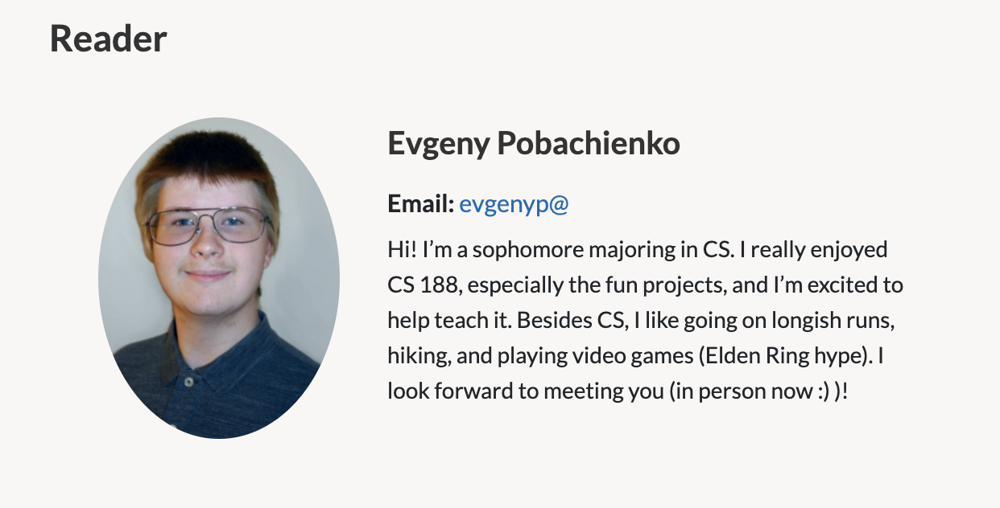 Reader
Evgeny Pobachienko
Email: evgenyp@
Hi! I’m a sophomore majoring in CS. I really enjoyed
CS 188, especially the fun projects, and I’m excited to
help teach it. Besides CS, I like going on longish runs,
hiking, and playing video games (Elden Ring hype). I
look forward to meeting you (in person now :) )!